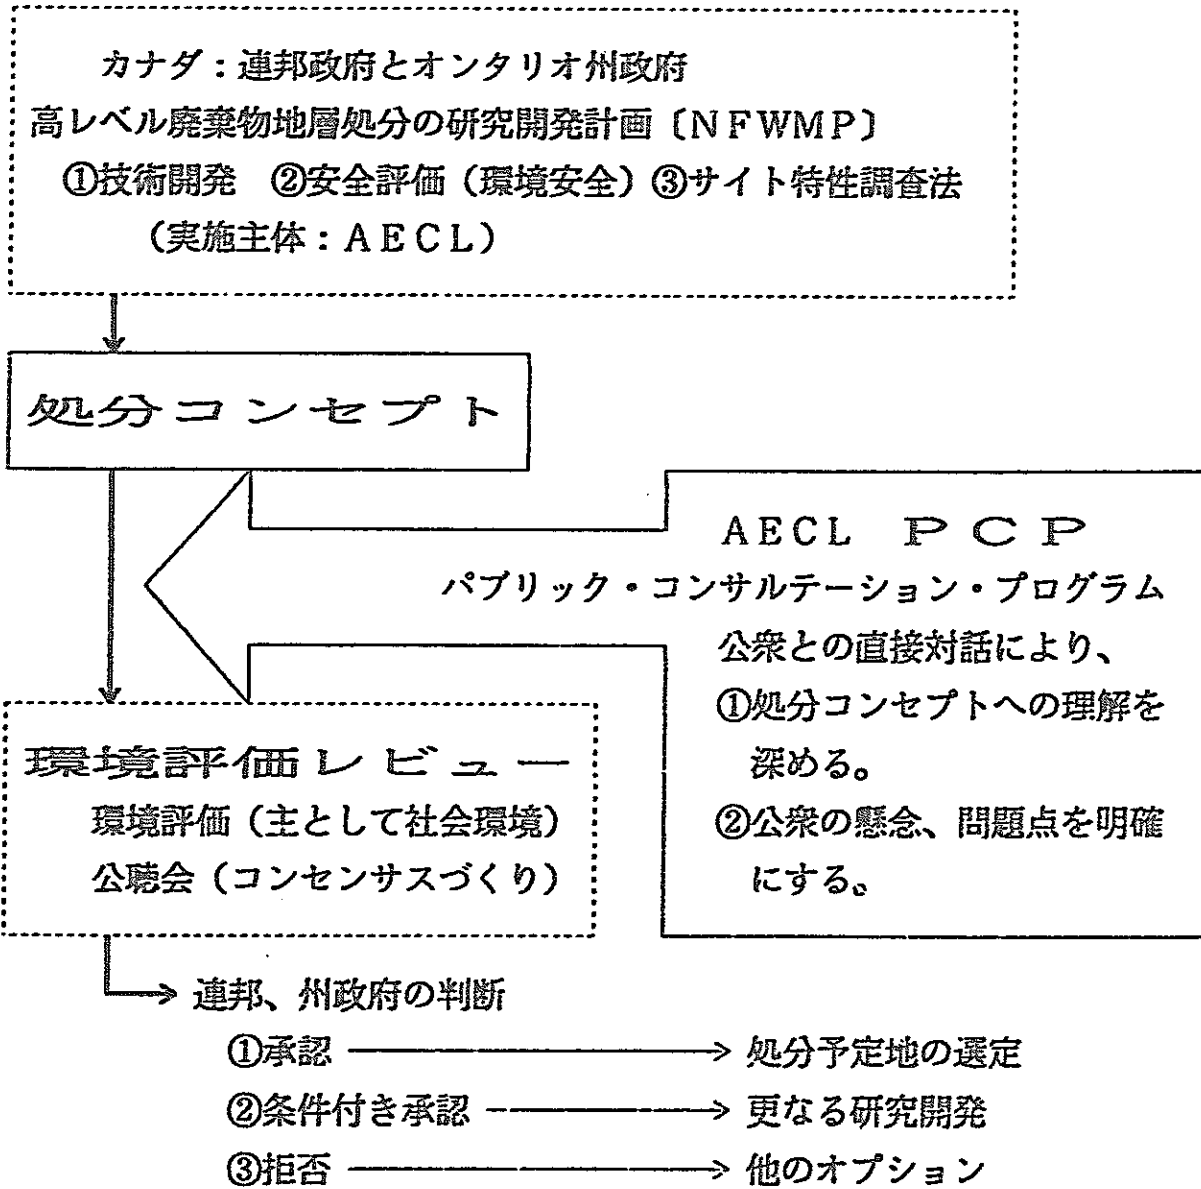 カナダ：連邦政府とオンタリオ州政府
高レベル廃棄物地層処分の研究開発計画〔NFWMP〕
①技術開発　②安全評価（環境安全）③サイト特性調査法
（実施主体：AECL）
処分コンセプト
AECL　PCP
パブリック・コンサルテーション・プログラム
公衆との直接対話により、
①処分コンセプトへの理解を
深める。
②公衆の懸念、問題点を明確
にする。
環境評価レビュー
環境評価（主として社会環境）
公聴会（コンセンサスづくり）
連邦、州政府の判断
①承認　処分予定地の選定
②条件付き承認　更なる研究開発
③拒否　他のオプション